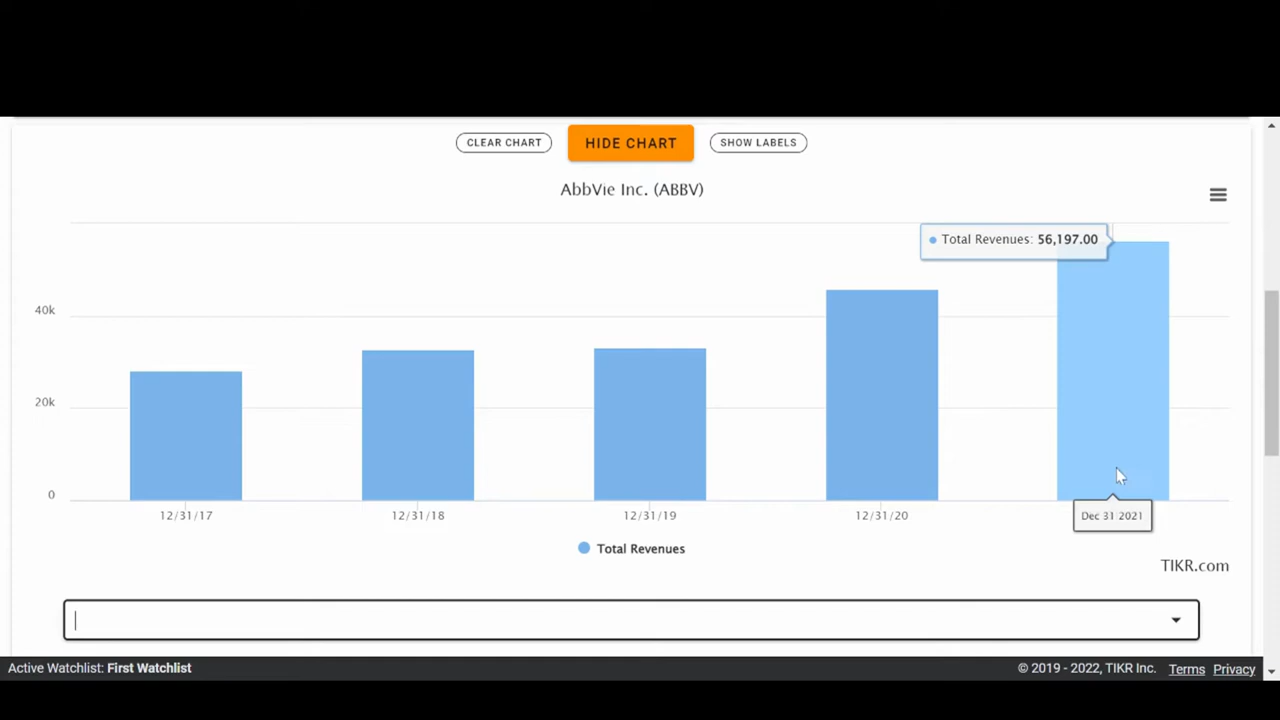 CLEAR CHART
HIDE CHART
SHOW LABELS
AbbVie Inc. (ABBV)
Total Revenues: 56,197.00
40k
20k
0
12/31/17
12/31/18
12/31/19
12/31/20
Dec 31 2021
Total Revenues
TIKR.com
Active Watchlist: First Watchlist
© 2019 - 2022, TIKR Inc. Terms Privacy